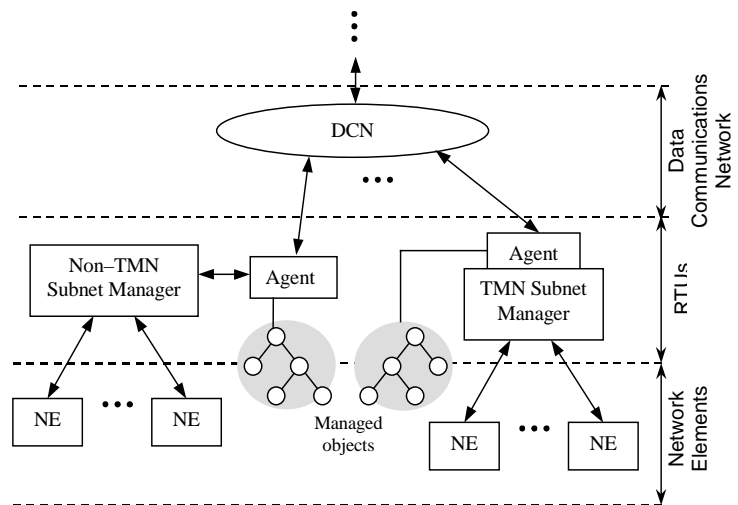 DCN
Data
Communications
Network
Non–TMN
Subnet Manager
Agent
Agent
TMN Subnet
Manager
RTUs
NE
NE
Managed
objects
NE
NE
Network
Elements